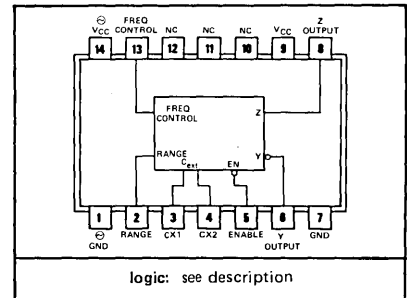 ⊖ FREQ Z
VCC CONTROL NC NC NC VCC OUTPUT
14 13 12 11 10 9 8
FREQ
CONTROL Z
RANGE Y
Cext EN
1 2 3 4 5 6 7
⊖ RANGE CX1 CX2 ENABLE Y GND
GND OUTPUT
logic: see description